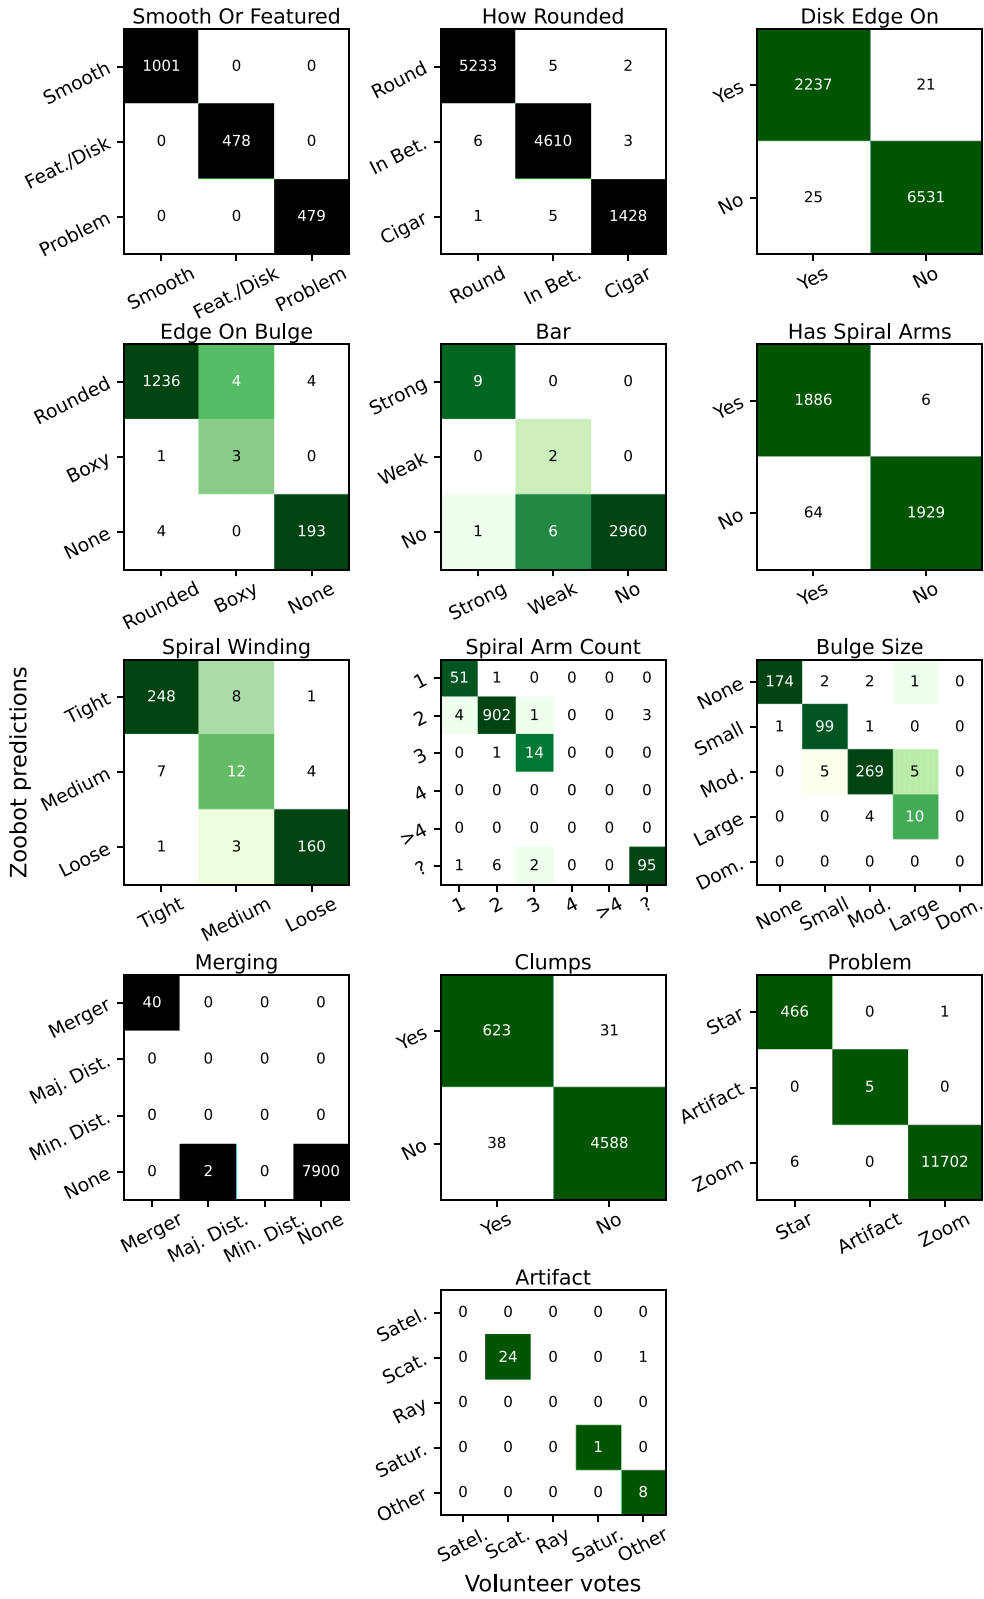 Smooth Or Featured
How Rounded
Disk Edge On
Smooth 1001 0 0
Feat./Disk 0 478 0
Problem 0 0 479
Smooth Feat./Disk Problem
Round 5233 5 2
In Bet. 6 4610 3
Cigar 1 5 1428
Round In Bet. Cigar
Yes 2237 21
No 25 6531
Yes No
Edge On Bulge
Bar
Has Spiral Arms
Rounded 1236 4 4
Boxy 1 3 0
None 4 0 193
Rounded Boxy None
Strong 9 0 0
Weak 0 2 0
No 1 6 2960
Strong Weak No
Yes 1886 6
No 64 1929
Yes No
Zoobot predictions
Spiral Winding
Spiral Arm Count
Bulge Size
Tight 248 8 1
Medium 7 12 4
Loose 1 3 160
Tight Medium Loose
1 51 1 0 0 0 0
2 4 902 1 0 0 3
3 0 1 14 0 0 0
4 0 0 0 0 0 0
>4 0 0 0 0 0 0
? 1 6 2 0 0 95
1 2 3 4 >4 ?
None 174 2 2 1 0
Small 1 99 1 0 0
Mod. 0 5 269 5 0
Large 0 0 4 10 0
Dom. 0 0 0 0 0
None Small Mod. Large Dom.
Merging
Clumps
Problem
Merger 40 0 0 0
Maj. Dist. 0 0 0 0
Min. Dist. 0 0 0 0
None 0 2 0 7900
Merger Maj. Dist. Min. Dist. None
Yes 623 31
No 38 4588
Yes No
Star 466 0 1
Artifact 0 5 0
Zoom 6 0 11702
Star Artifact Zoom
Artifact
Satel. 0 0 0 0 0
Scat. 0 24 0 0 1
Ray 0 0 0 0 0
Satur. 0 0 0 1 0
Other 0 0 0 0 8
Satel. Scat. Ray Satur. Other
Volunteer votes